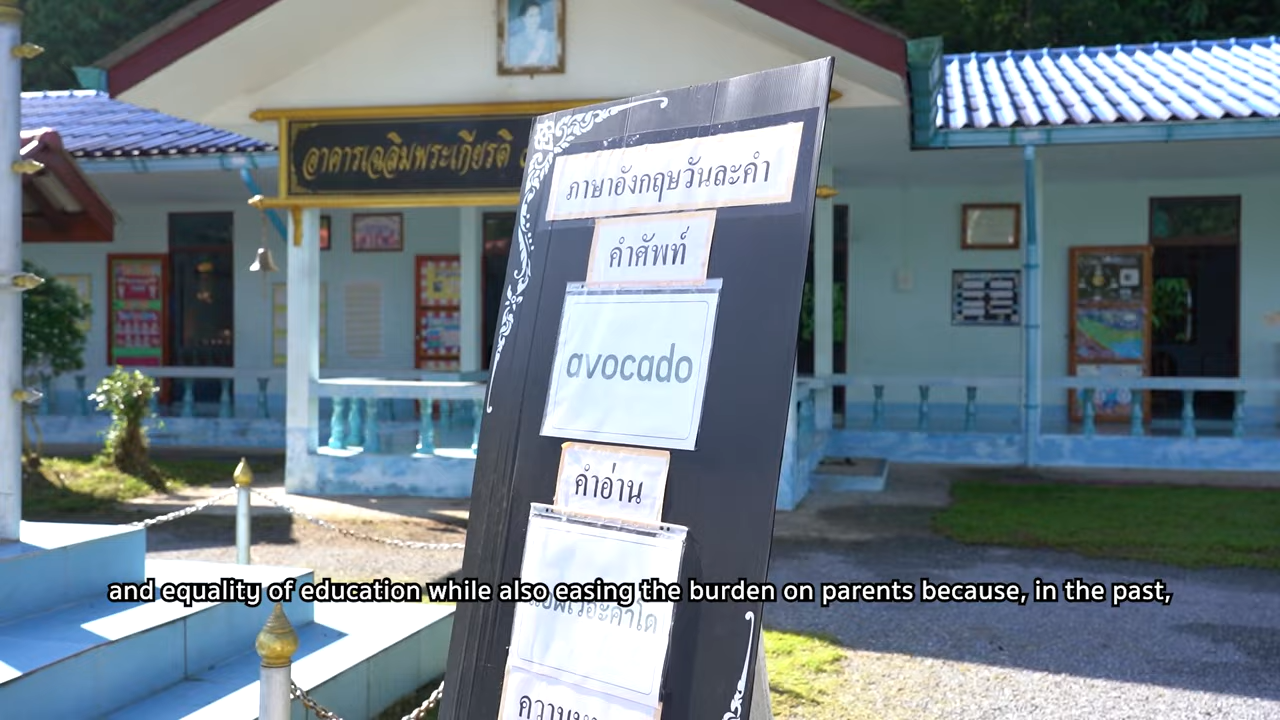 อาคารเฉลิมพระเกียรติ
ภาษาอังกฤษวันละคำ
คำศัพท์
avocado
คำอ่าน
and equality of education while also easing the burden on parents because, in the past,